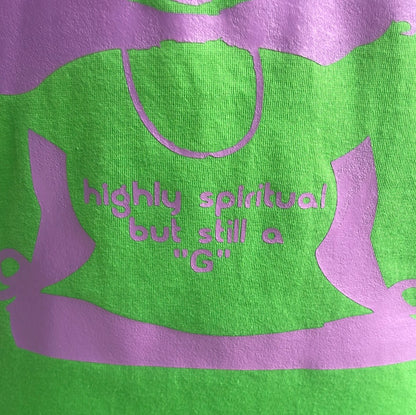 highly spiritual
but still a
"G"